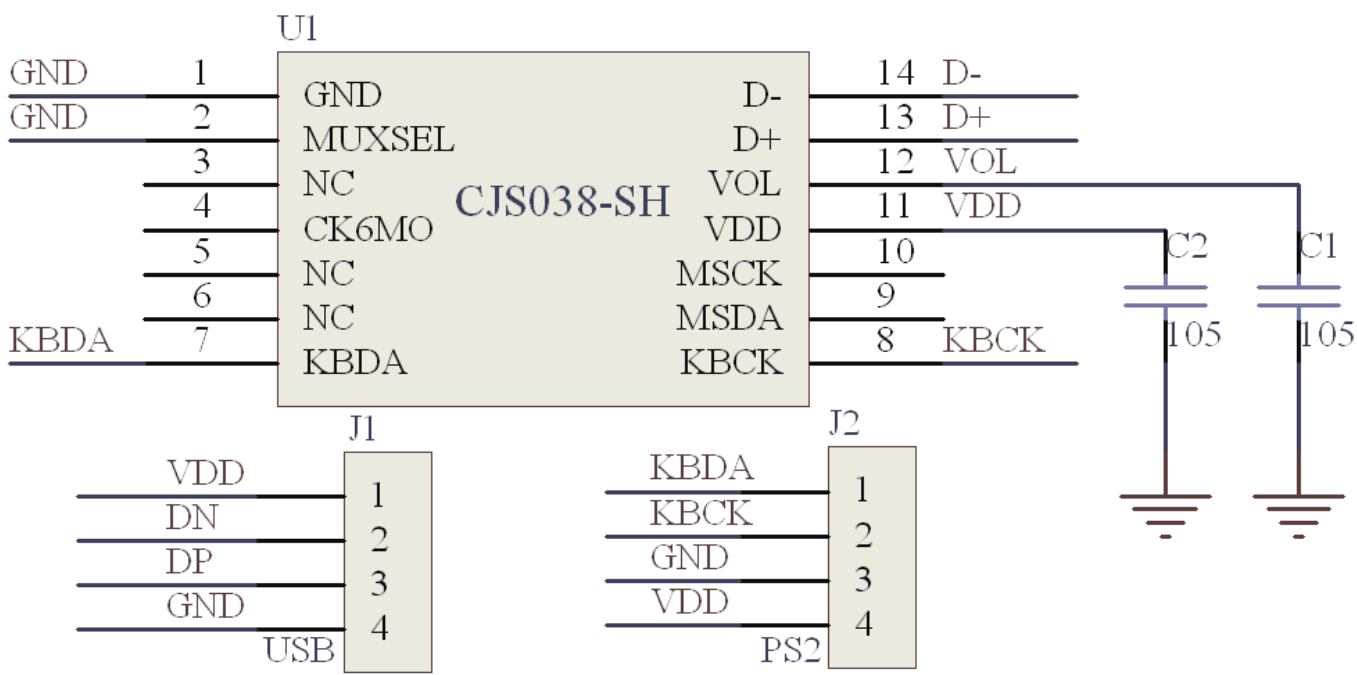 U1
GND 1 GND D- 14 D-
GND 2 MUXSEL D+ 13 D+
3 NC VOL 12 VOL
CJS038-SH
4 CK6MO VDD 11 VDD
5 NC MSCK 10 C2 C1
6 NC MSDA 9
KBDA 7 KBDA KBCK 8 KBCK 105 105
J1 J2
VDD 1 KBDA 1
DN 2 KBCK 2
DP 3 GND 3
GND 4 VDD 4
USB PS2